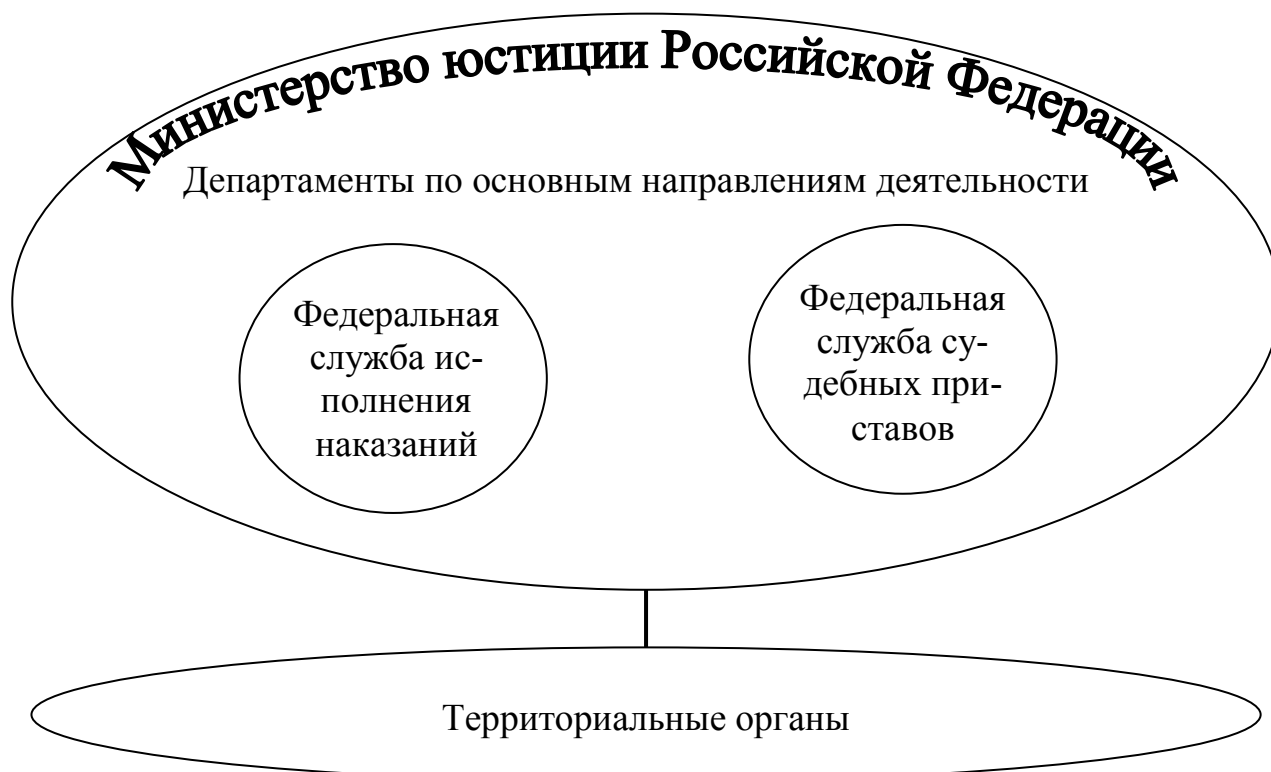 Министерство юстиции Российской Федерации
Департаменты по основным направлениям деятельности
Федеральная
служба ис-
полнения
наказаний
Федеральная
служба су-
дебных при-
ставов
Территориальные органы